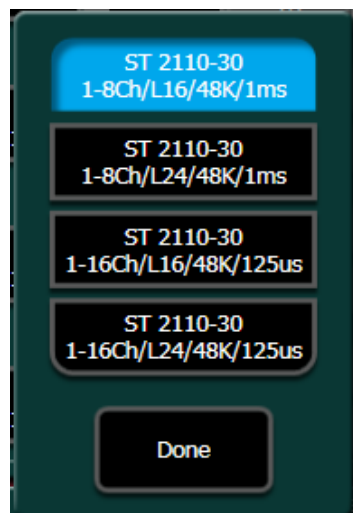 ST 2110-30
1-8Ch/L16/48K/1ms
ST 2110-30
1-8Ch/L24/48K/1ms
ST 2110-30
1-16Ch/L16/48K/125us
ST 2110-30
1-16Ch/L24/48K/125us
Done